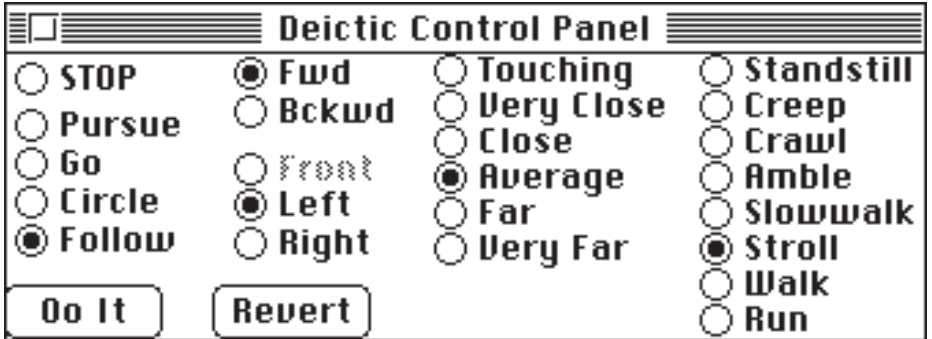 Deictic Control Panel
STOP
Pursue
Go
Circle
Follow
Fwd
Bckwd
Front
Left
Right
Touching
Very Close
Close
Average
Far
Very Far
Standstill
Creep
Crawl
Amble
Slowwalk
Stroll
Walk
Run
Do It
Revert